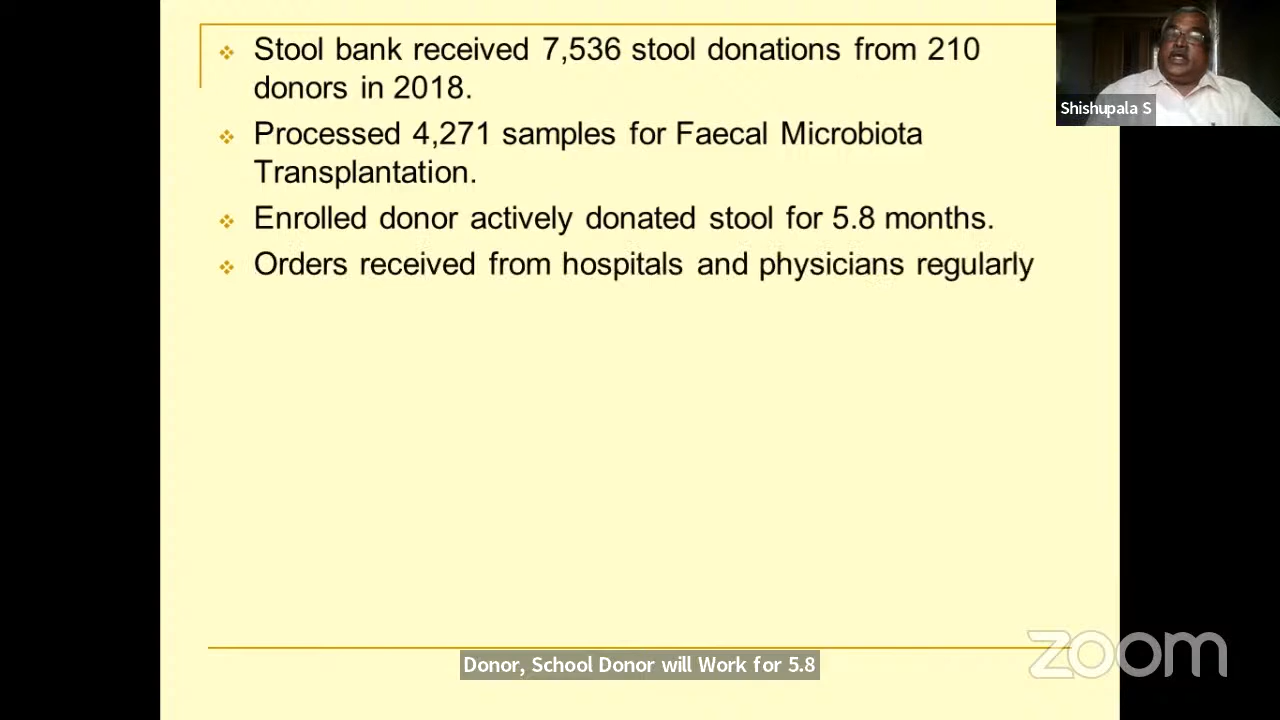 Stool bank received 7,536 stool donations from 210
donors in 2018.
Processed 4,271 samples for Faecal Microbiota
Transplantation.
Enrolled donor actively donated stool for 5.8 months.
Orders received from hospitals and physicians regularly
Shishupala S
Donor, School Donor will Work for 5.8
zoom